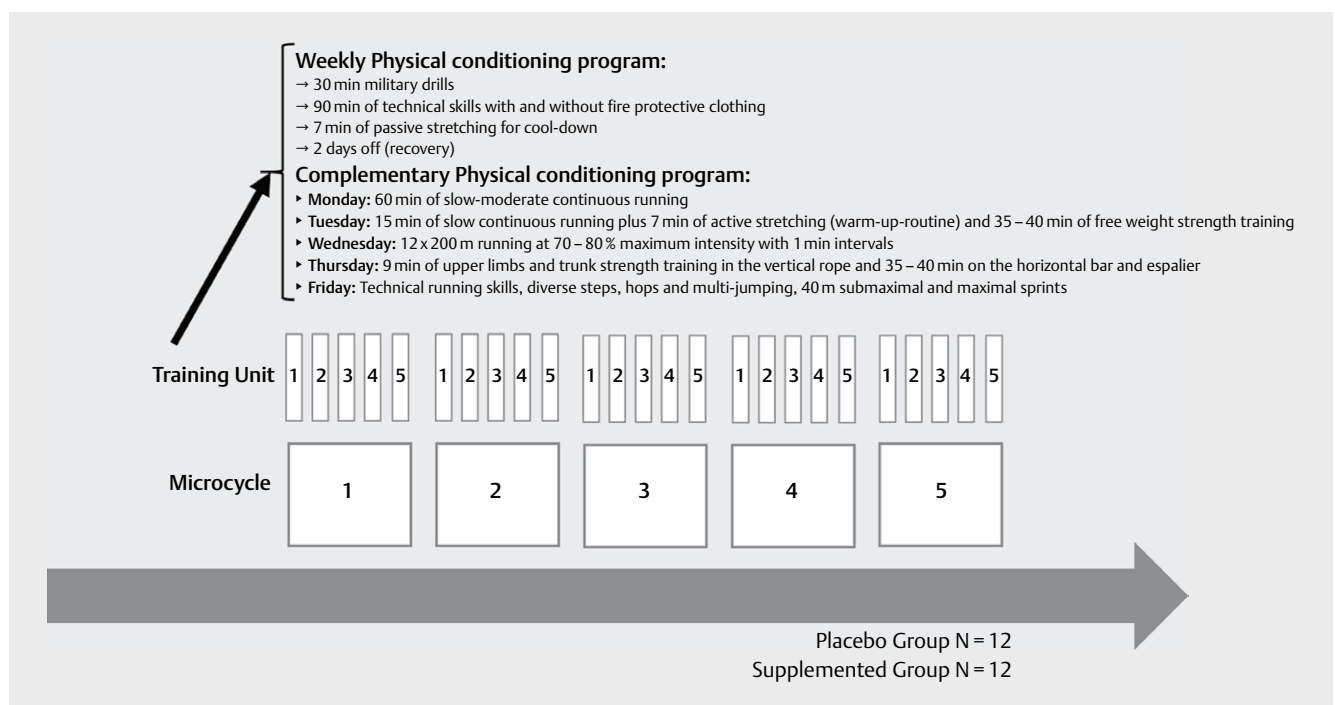 Weekly Physical conditioning program:
→ 30 min military drills
→ 90 min of technical skills with and without fire protective clothing
→ 7 min of passive stretching for cool-down
→ 2 days off (recovery)
Complementary Physical conditioning program:
‣ Monday: 60 min of slow-moderate continuous running
‣ Tuesday: 15 min of slow continuous running plus 7 min of active stretching (warm-up-routine) and 35 – 40 min of free weight strength training
‣ Wednesday: 12 x 200 m running at 70 – 80 % maximum intensity with 1 min intervals
‣ Thursday: 9 min of upper limbs and trunk strength training in the vertical rope and 35 – 40 min on the horizontal bar and espalier
‣ Friday: Technical running skills, diverse steps, hops and multi-jumping, 40 m submaximal and maximal sprints
Training Unit 1 2 3 4 5 1 2 3 4 5 1 2 3 4 5 1 2 3 4 5 1 2 3 4 5
Microcycle 1 2 3 4 5
Placebo Group N = 12
Supplemented Group N = 12